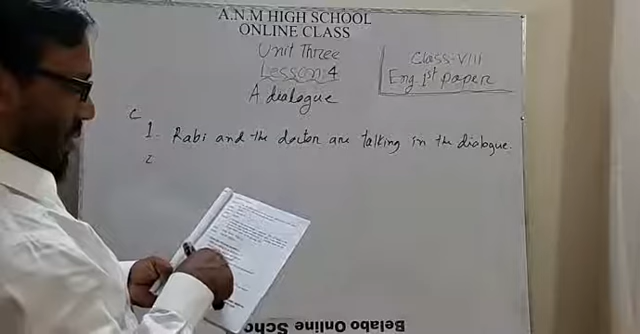 A.N.M HIGH SCHOOL
ONLINE CLASS
Unit Three
Lesson: 4
A dialogue
Class-VIII
Eng. 1st paper
C
1. Rabi and the doctor are talking in the dialogue.
Belabo Online Scho